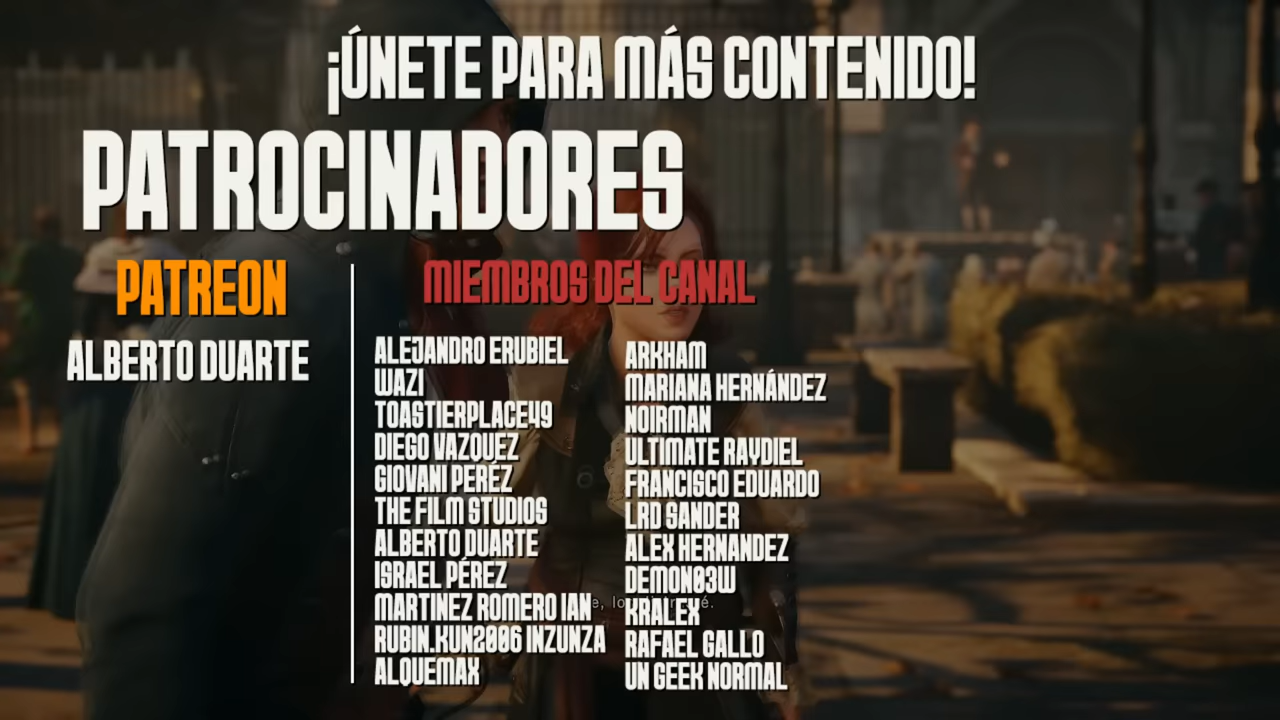 ¡ÚNETE PARA MÁS CONTENIDO!
PATROCINADORES
PATREON
ALBERTO DUARTE
MIEMBROS DEL CANAL
ALEJANDRO ERUBIEL
WAZI
TOASTIERPLACE49
DIEGO VAZQUEZ
GIOVANI PERÉZ
THE FILM STUDIOS
ALBERTO DUARTE
ISRAEL PÉREZ
MARTINEZ ROMERO IAN
RUBIN.KUN2006 INZUNZA
ALQUEMAX
ARKHAM
MARIANA HERNÁNDEZ
NOIRMAN
ULTIMATE RAYDIEL
FRANCISCO EDUARDO
LRD SANDER
ALEX HERNANDEZ
DEMON03W
KRALEX
RAFAEL GALLO
UN GEEK NORMAL